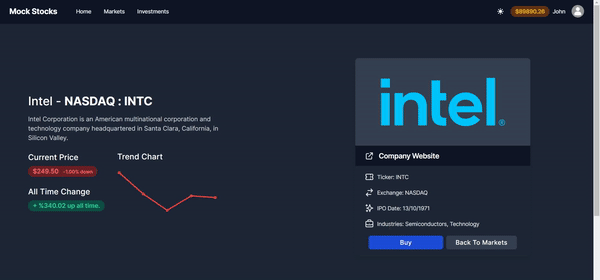 Mock Stocks
Home
Markets
Investments
$89890.26
John
Intel - NASDAQ : INTC
Intel Corporation is an American multinational corporation and
technology company headquartered in Santa Clara, California, in
Silicon Valley.
Current Price
$249.50 -1.00% down
All Time Change
+ %340.02 up all time.
Trend Chart
intel®
Company Website
Ticker: INTC
Exchange: NASDAQ
IPO Date: 13/10/1971
Industries: Semiconductors, Technology
Buy
Back To Markets